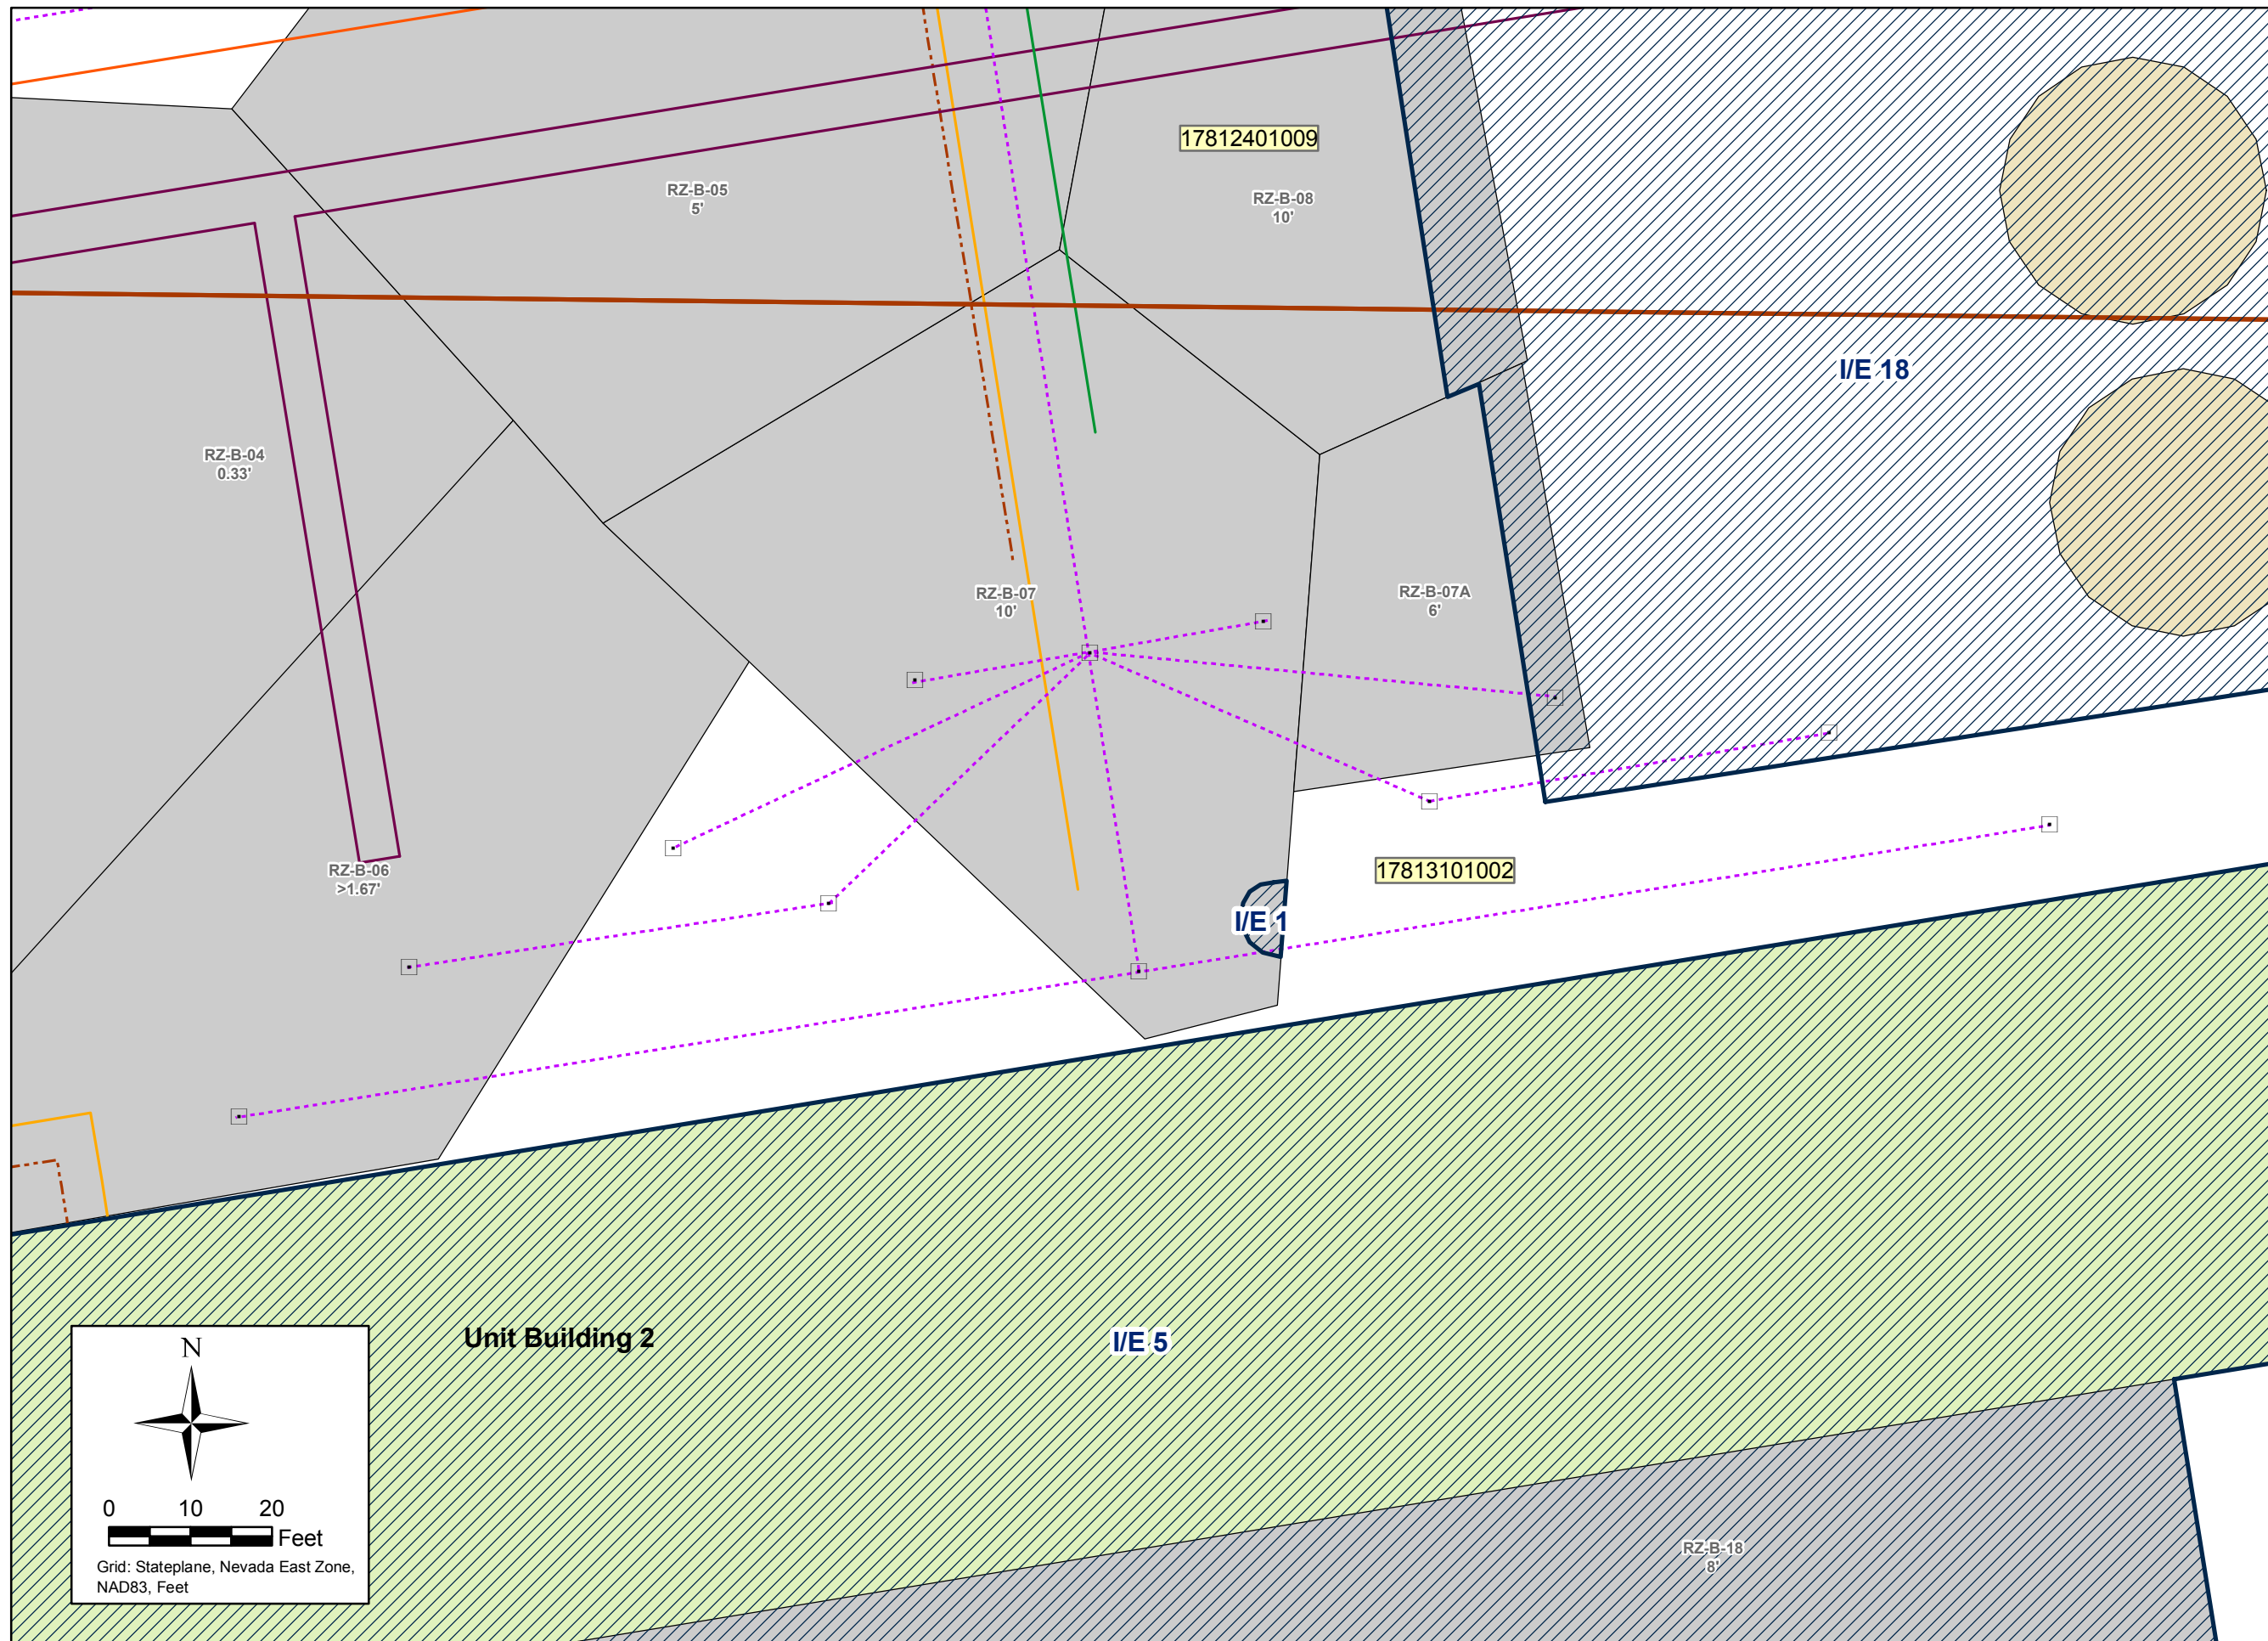 17812401009
RZ-B-05
5'
RZ-B-08
10'
I/E 18
RZ-B-04
0.33'
RZ-B-07
10'
RZ-B-07A
6'
17813101002
RZ-B-06
>1.67'
I/E 1
Unit Building 2
I/E 5
N
0 10 20
Feet
Grid: Stateplane, Nevada East Zone,
NAD83, Feet
RZ-B-18
8'